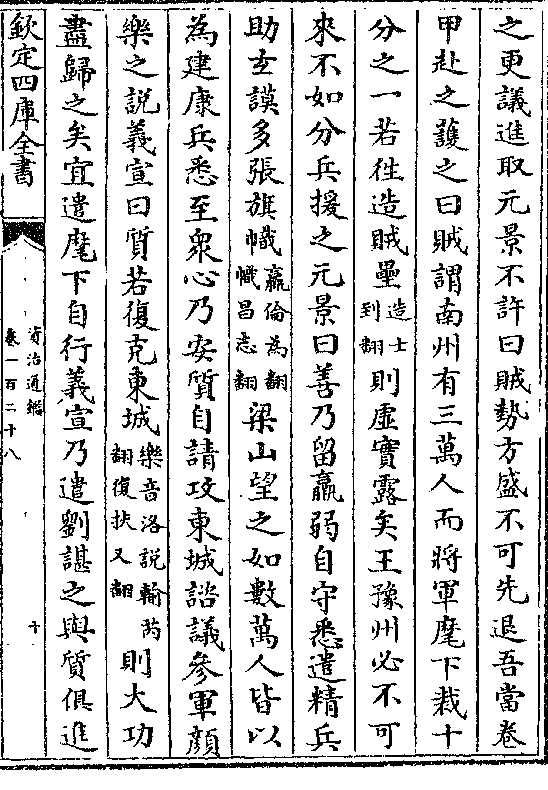 之更議進取元景不許曰賊勢方盛不可先退吾當卷
甲赴之護之曰賊謂南州有三萬人而將軍麾下裁十
分之一若徃造賊壘造士到翻則虛實露矣王豫州必不可
來不如分兵援之元景曰善乃留羸弱自守悉遣精兵
助玄謨多張旗幟羸倫為翻幟昌志翻梁山望之如數萬人皆以
為建康兵悉至衆心乃安質自請攻東城諮議參軍顔
樂之説義宣曰質若復克東城樂音洛説輸芮翻復扶又翻則大功
盡歸之矣宜遣麾下自行義宣乃遣劉諶之與質俱進
欽定四庫全書
資治通鑑
卷一百二十八
十